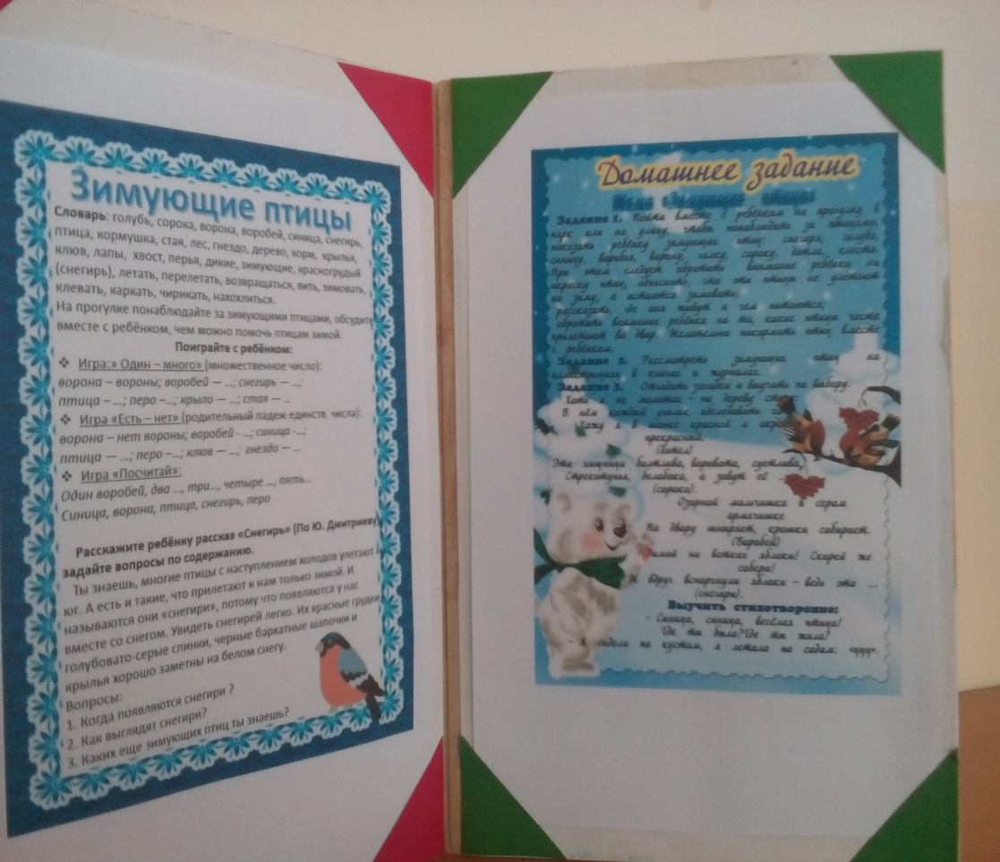 Зимующие птицы
Словарь: голубь, сорока, ворона, воробей, синица, снегирь,
птица, кормушка, стая, лес, гнездо, дерево, корм, крылья,
клюв, лапы, хвост, перья, дикие, зимующие, красногрудый
(снегирь), летать, перелетать, возвращаться, вить, зимовать,
клевать, каркать, чирикать, нахохлиться.
На прогулке понаблюдайте за зимующими птицами, обсудите
вместе с ребёнком, чем можно помочь птицам зимой.
Поиграйте с ребёнком:
❖ Игра:» Один – много» (множественное число):
ворона – вороны; воробей — ...; снегирь — ...;
птица – ...; перо –...; крыло — ...; стая — ...
❖ Игра «Есть – нет» (родительный падеж единств. числа):
ворона – нет вороны; воробей - ...; синица -...;
птица — ...; перо –...; клюв — ...; гнездо — ...
❖ Игра «Посчитай»:
Один воробей, два ..., три..., четыре ..., пять...
Синица, ворона, птица, снегирь, перо
Расскажите ребёнку рассказ «Снегирь» (По Ю. Дмитриеву)
задайте вопросы по содержанию.
Ты знаешь, многие птицы с наступлением холодов улетают
юг. А есть и такие, что прилетают к нам только зимой. И
называются они «снегири», потому что появляются у нас
вместе со снегом. Увидеть снегирей легко. Их красные грудки
голубовато-серые спинки, черные бархатные шапочки и
крылья хорошо заметны на белом снегу.
Вопросы:
1. Когда появляются снегири ?
2. Как выглядят снегири?
3. Каких еще зимующих птиц ты знаешь?
Домашнее задание
Тема «Зимующие птицы»
Задание 1. Пойти вместе с ребёнком на прогулку в
парк или на улицу, чтобы понаблюдать за птицами,
показать ребёнку зимующих птиц: снегиря, голубя,
синицу, воробья, ворону, галку, сороку, дятла, клеста.
При этом следует обратить внимание ребёнка на
окраску птиц, объяснить, что эти птицы не улетают
на зиму, а остаются зимовать;
рассказать, где они живут и чем питаются;
обратить внимание ребёнка на то, какие птицы часто
прилетают во двор. Желательно покормить птиц вместе
с ребёнком.
Задание 2. Рассмотреть зимующих птиц на
иллюстрациях в книгах и журналах.
Задание 3. Отгадать загадки и выучить по выбору.
Хоть я не молоток - по дереву стучу:
В нём каждый уголок обследовать
Хожу я в шапке красной и
прекрасный.
(Дятел)
Эта хищница болтлива, воровата, суетлива,
Стрекотунья, белобока, а зовут её
(сорока).
Озорной мальчишка в сером
армячишке
По двору шныряет, крошки собирает.
(Воробей)
Зимой на ветках яблоки! Скорей же
собери!
И вдруг вспорхнули яблоки – ведь это ...
(снегири).
Выучить стихотворение:
- Синица, синица, весёлая птица!
Где ты была? Где ты жила?
- Я сидела по кустам, я летала по садам: